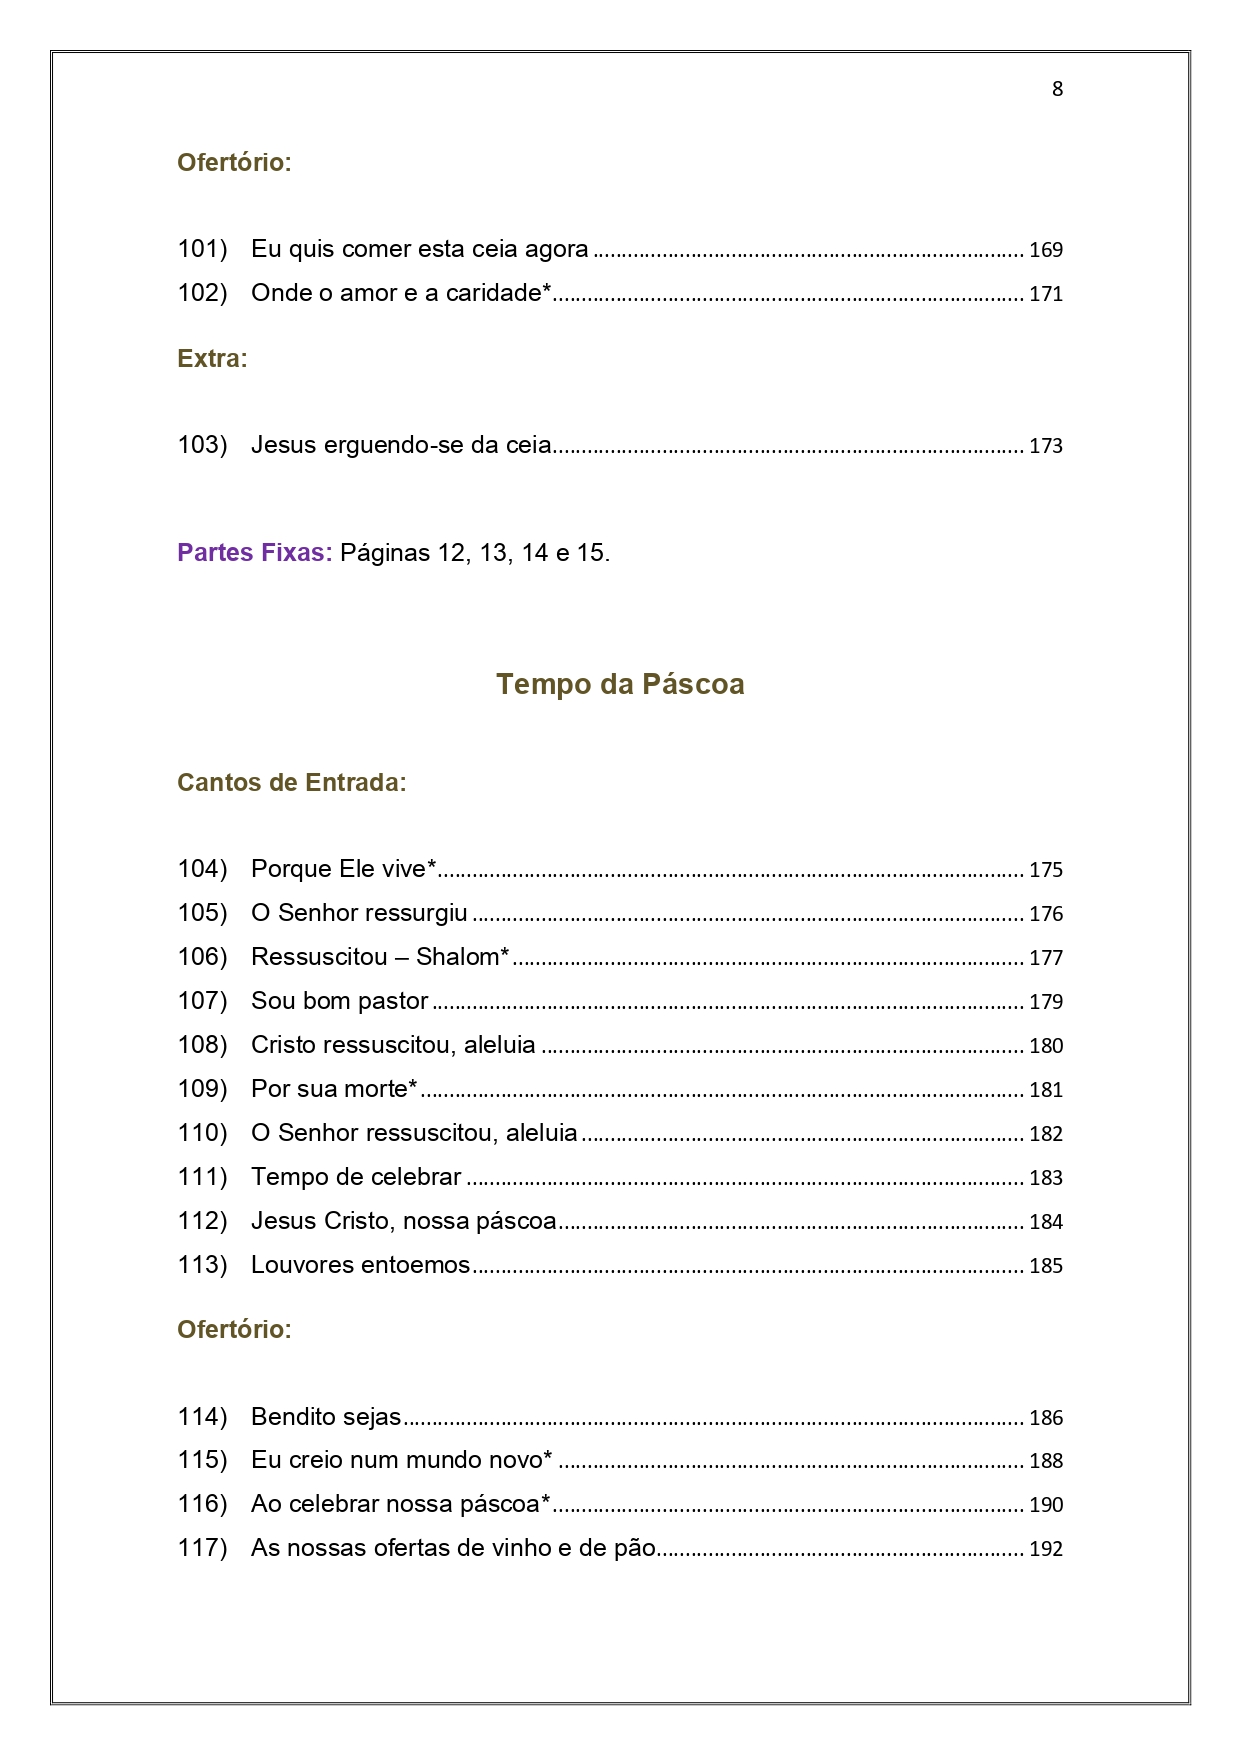 8
Ofertório:
101) Eu quis comer esta ceia agora ........................................................................... 169
102) Onde o amor e a caridade*.................................................................................. 171
Extra:
103) Jesus erguendo-se da ceia.................................................................................. 173
Partes Fixas: Páginas 12, 13, 14 e 15.
Tempo da Páscoa
Cantos de Entrada:
104) Porque Ele vive*...................................................................................................... 175
105) O Senhor ressurgiu ................................................................................................ 176
106) Ressuscitou – Shalom* ......................................................................................... 177
107) Sou bom pastor ....................................................................................................... 179
108) Cristo ressuscitou, aleluia .................................................................................... 180
109) Por sua morte* ......................................................................................................... 181
110) O Senhor ressuscitou, aleluia ............................................................................. 182
111) Tempo de celebrar ................................................................................................. 183
112) Jesus Cristo, nossa páscoa................................................................................. 184
113) Louvores entoemos................................................................................................ 185
Ofertório:
114) Bendito sejas............................................................................................................ 186
115) Eu creio num mundo novo* ................................................................................. 188
116) Ao celebrar nossa páscoa*.................................................................................. 190
117) As nossas ofertas de vinho e de pão................................................................ 192